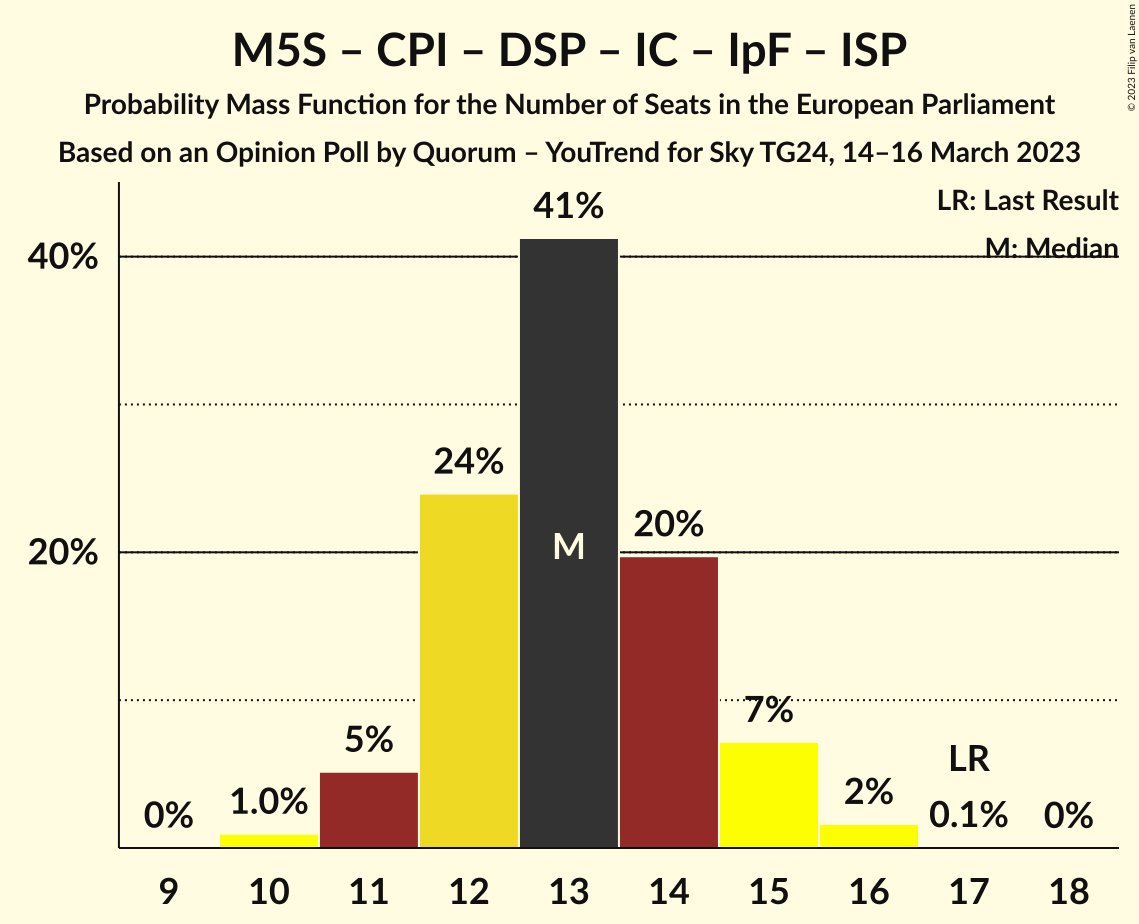 M5S – CPI – DSP – IC – IpF – ISP
Probability Mass Function for the Number of Seats in the European Parliament
Based on an Opinion Poll by Quorum – YouTrend for Sky TG24, 14–16 March 2023
© 2023 Filip van Laenen
LR: Last Result
M: Median
41%
40%
24%
20%
M
20%
7%
5%
LR
2%
1.0%
0%
0.1%
0%
9 10 11 12 13 14 15 16 17 18